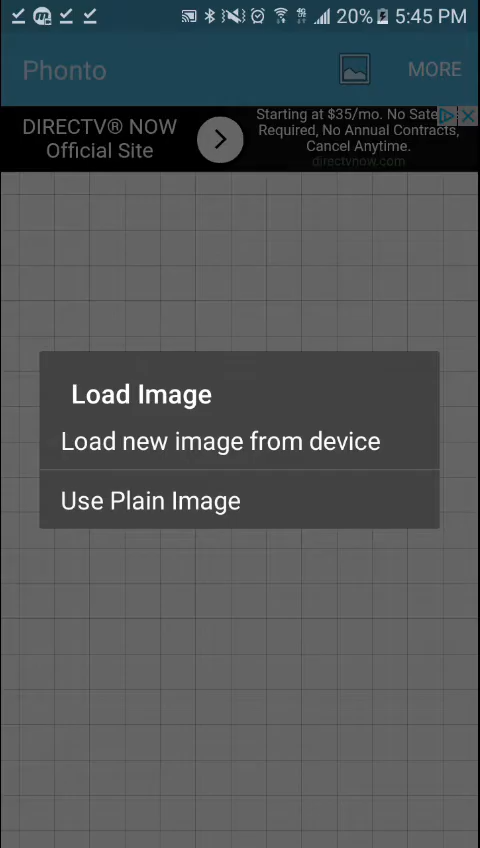 20% 5:45 PM
Phonto
MORE
DIRECTV® NOW
Official Site
Starting at $35/mo. No Sate
Required, No Annual Contracts,
Cancel Anytime.
directvnow.com
Load Image
Load new image from device
Use Plain Image